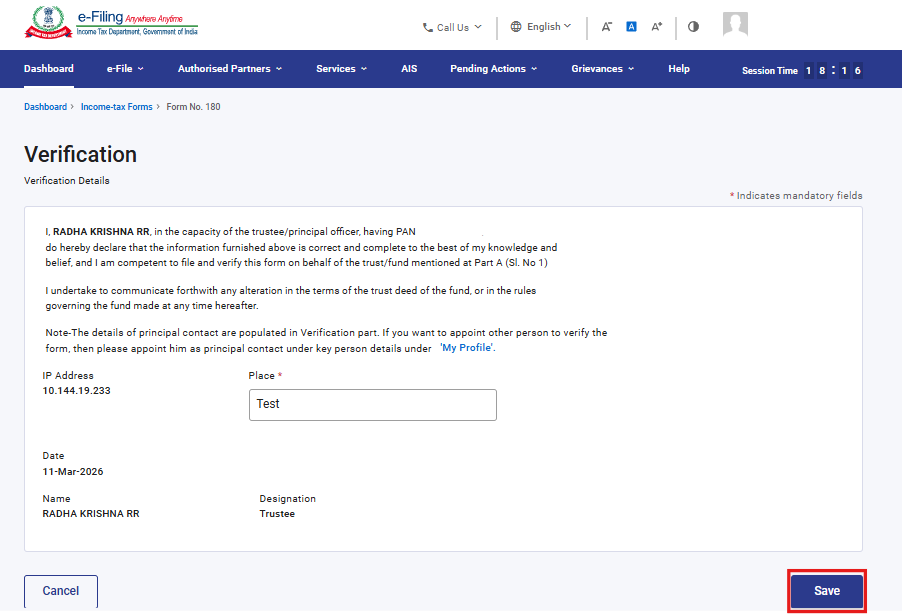 e-Filing Anywhere Anytime
Income Tax Department, Government of India
Call Us
English
A-
A
A+
Dashboard e-File Authorised Partners Services AIS Pending Actions Grievances Help Session Time 1 8 : 1 6
Dashboard > Income-tax Forms > Form No. 180
Verification
Verification Details
* Indicates mandatory fields
I, RADHA KRISHNA RR, in the capacity of the trustee/principal officer, having PAN
do hereby declare that the information furnished above is correct and complete to the best of my knowledge and
belief, and I am competent to file and verify this form on behalf of the trust/fund mentioned at Part A (Sl. No 1)
I undertake to communicate forthwith any alteration in the terms of the trust deed of the fund, or in the rules
governing the fund made at any time hereafter.
Note-The details of principal contact are populated in Verification part. If you want to appoint other person to verify the
form, then please appoint him as principal contact under key person details under 'My Profile'.
IP Address
10.144.19.233
Place *
Test
Date
11-Mar-2026
Name
RADHA KRISHNA RR
Designation
Trustee
Cancel
Save